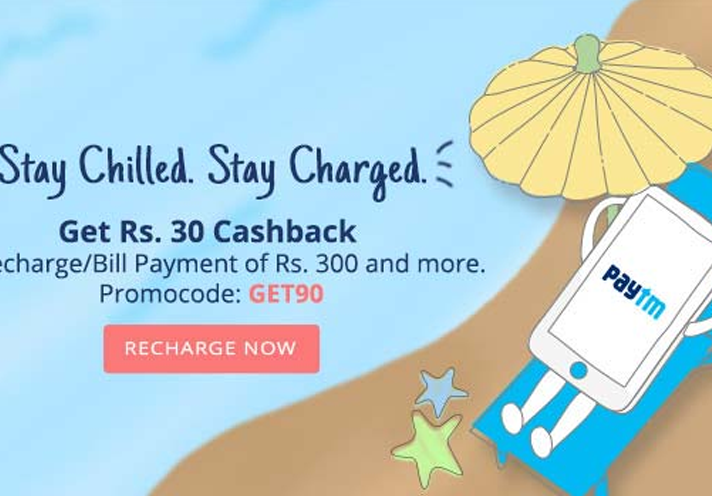 Stay Chilled. Stay Charged.
Get Rs. 30 Cashback
echarge/Bill Payment of Rs. 300 and more.
Promocode: GET90
RECHARGE NOW
paytm